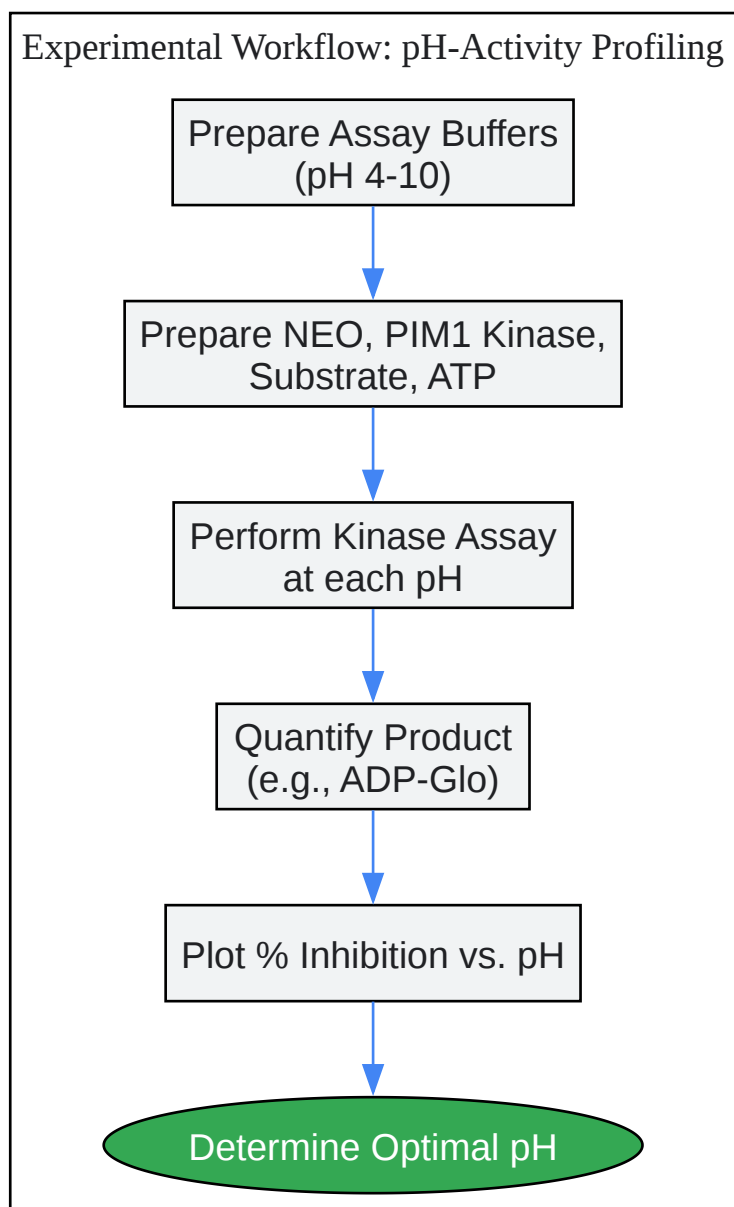 Experimental Workflow: pH-Activity Profiling
Prepare Assay Buffers
(pH 4-10)
Prepare NEO, PIM1 Kinase,
Substrate, ATP
Perform Kinase Assay
at each pH
Quantify Product
(e.g., ADP-Glo)
Plot % Inhibition vs. pH
Determine Optimal pH